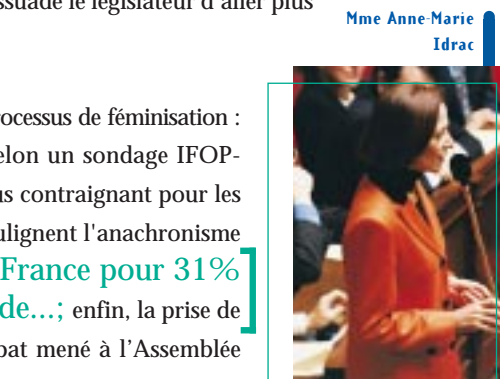 ssuade le législateur d'aller plus
Mme Anne-Marie
Idrac
rocessus de féminisation :
elon un sondage IFOP-
us contraignant pour les
ulignent l'anachronisme
France pour 31%
de...; enfin, la prise de
bat mené à l'Assemblée